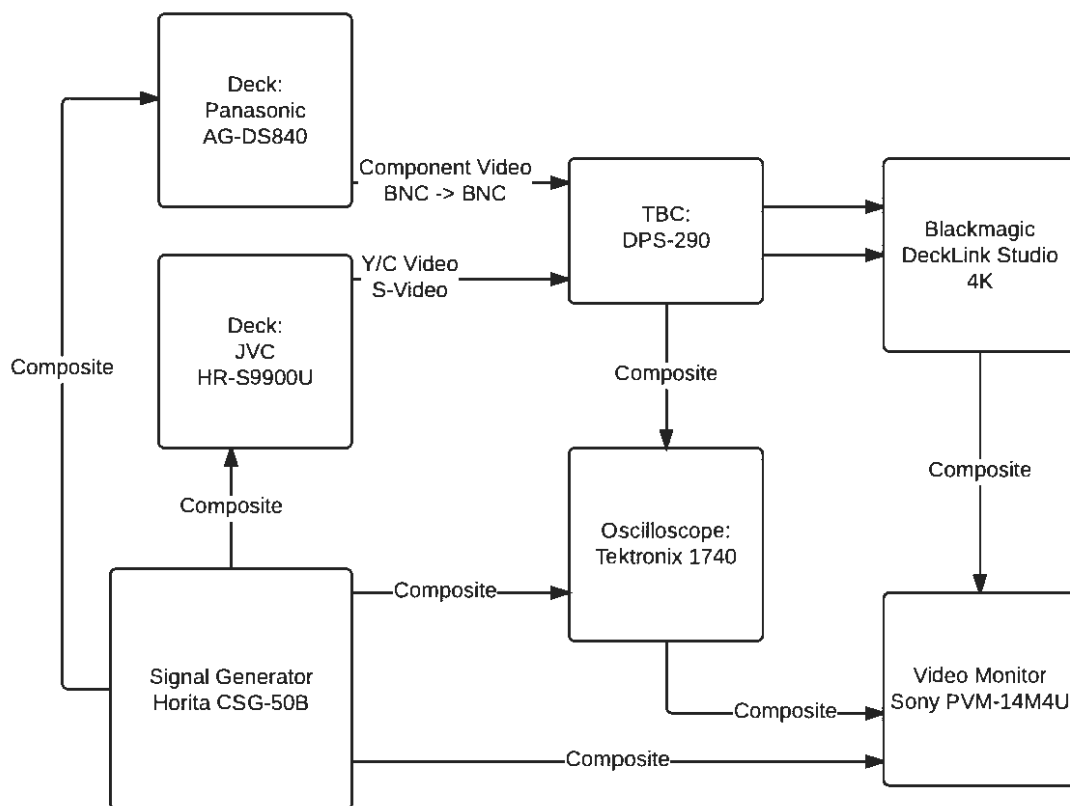 Deck:
Panasonic
AG-DS840
Component Video
BNC -> BNC
TBC:
DPS-290
Blackmagic
DeckLink Studio
4K
Y/C Video
S-Video
Deck:
JVC
HR-S9900U
Composite
Composite
Composite
Composite
Oscilloscope:
Tektronix 1740
Composite
Signal Generator
Horita CSG-50B
Video Monitor
Sony PVM-14M4U
Composite
Composite